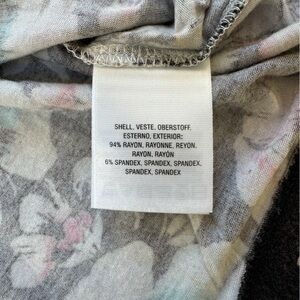 SHELL, VESTE, OBERSTOFF.
ESTERNO, EXTERIOR:
94% RAYON, RAYONNE, REYON.
RAYON, RAYÓN
6% SPANDEX, SPANDEX, SPANDEX.
SPANDEX, SPANDEX